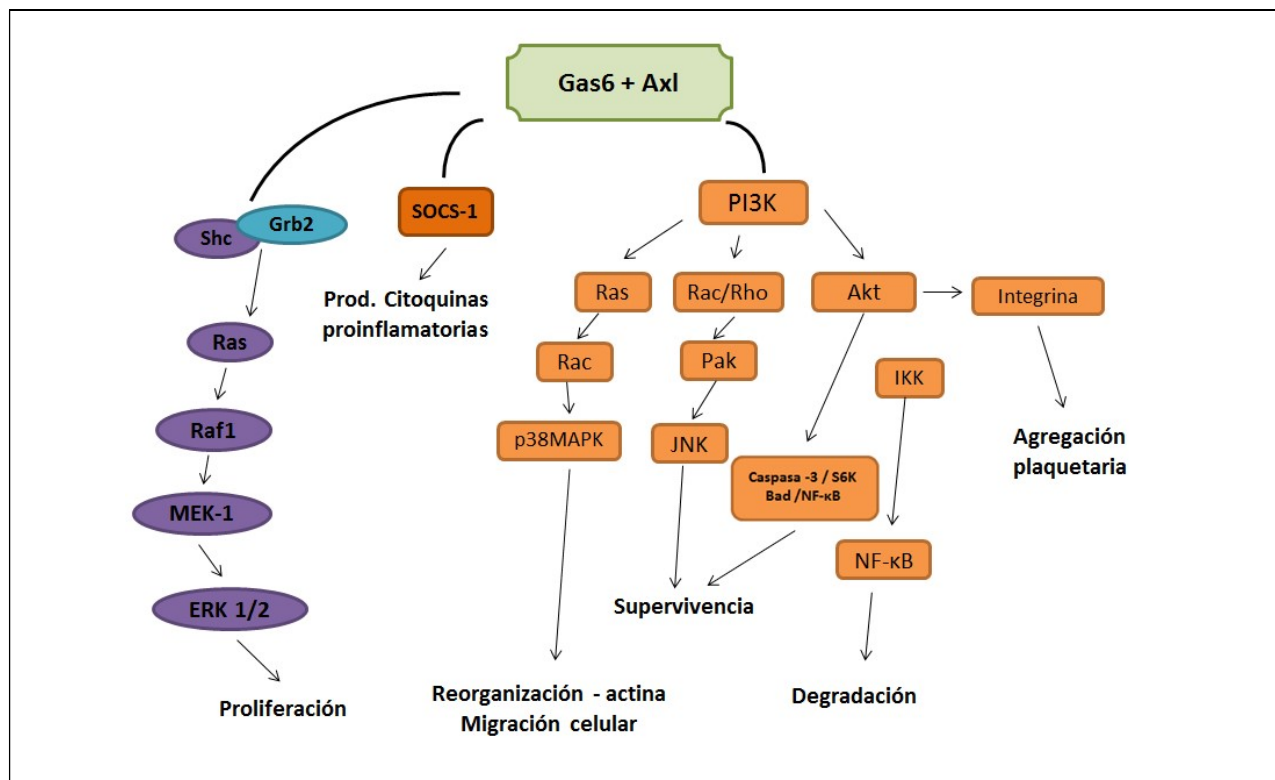 Gas6 + Axl
Shc
Grb2
SOCS-1
PI3K
Prod. Citoquinas
proinflamatorias
Ras
Rac/Rho
Akt
Integrina
Ras
Rac
Pak
IKK
Raf1
p38MAPK
JNK
Agregación
plaquetaria
Caspasa -3 / S6K
Bad /NF-κB
MEK-1
NF-κB
ERK 1/2
Supervivencia
Proliferación
Reorganización - actina
Migración celular
Degradación